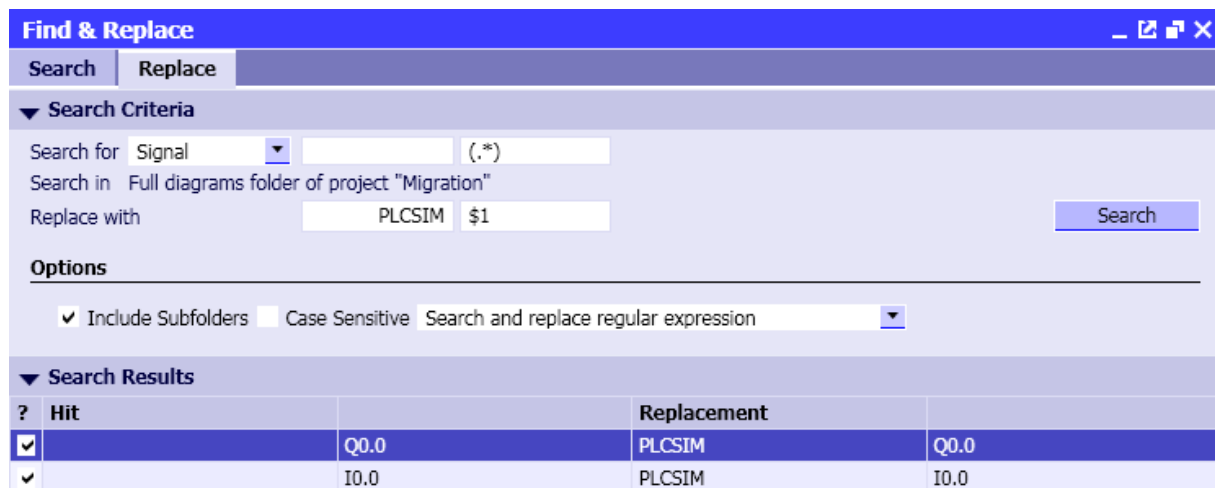 Find & Replace
Search Replace
Search Criteria
Search for Signal (.*)
Search in Full diagrams folder of project "Migration"
Replace with PLCSIM $1 Search
Options
Include Subfolders Case Sensitive Search and replace regular expression
Search Results
? Hit Replacement
Q0.0 PLCSIM Q0.0
I0.0 PLCSIM I0.0